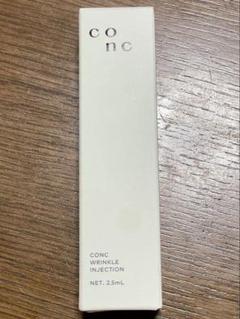 co
nc
CONC
WRINKLE
INJECTION
NET. 2.5mL